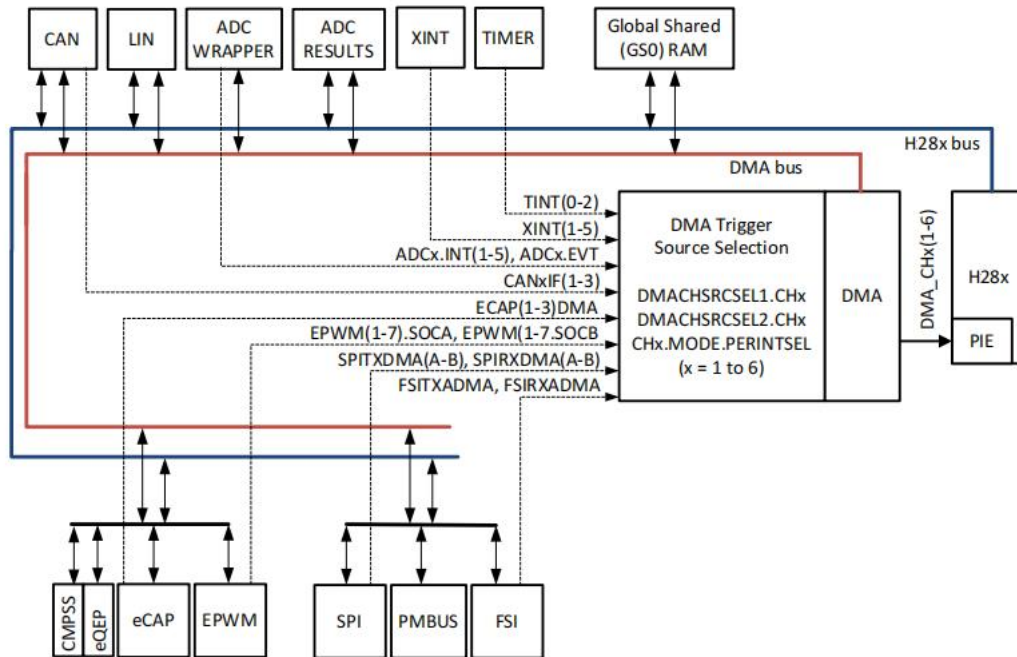 CAN
LIN
ADC
WRAPPER
ADC
RESULTS
XINT
TIMER
Global Shared
(GS0) RAM
H28x bus
DMA bus
TINT(0-2)
XINT(1-5)
ADCx.INT(1-5), ADCx.EVT
CANxIF(1-3)
ECAP(1-3)DMA
EPWM(1-7).SOCA, EPWM(1-7.SOCB
SPITXDMA(A-B), SPIRXDMA(A-B)
FSITXADMA, FSIRXADMA
DMA Trigger
Source Selection
DMACHSRCSEL1.CHx
DMACHSRCSEL2.CHx
CHx.MODE.PERINTSEL
(x = 1 to 6)
DMA
DMA_CHx(1-6)
H28x
PIE
CMPSS
eQEP
eCAP
EPWM
SPI
PMBUS
FSI